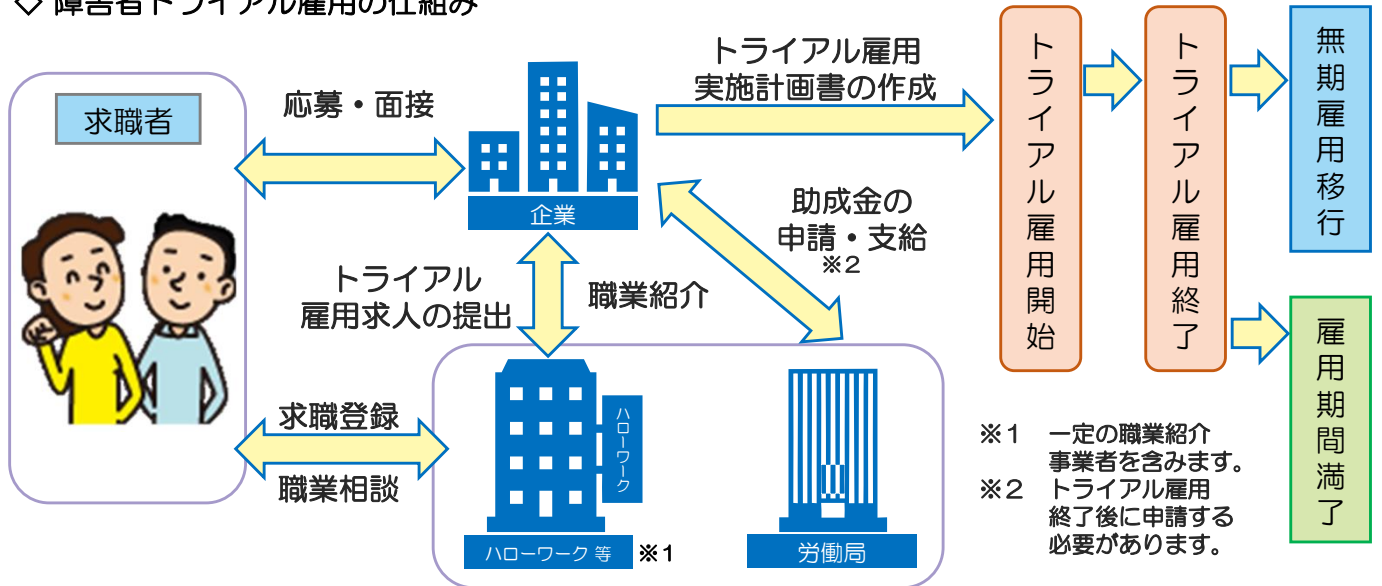 ◇ 障害者トライアル雇用の仕組み
求職者
応募・面接
企業
トライアル雇用
実施計画書の作成
助成金の
申請・支給
※2
トライアル
雇用求人の提出
職業紹介
求職登録
職業相談
ハローワーク
ハローワーク 等
※1
労働局
トライアル雇用開始
トライアル雇用終了
無期雇用移行
雇用期間満了
※1 一定の職業紹介
事業者を含みます。
※2 トライアル雇用
終了後に申請する
必要があります。